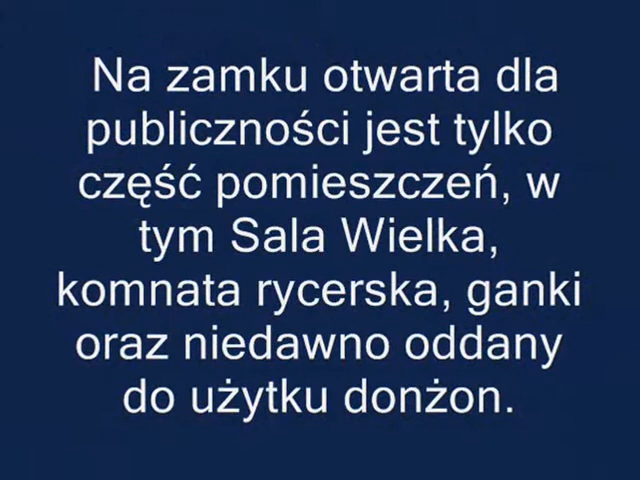 Na zamku otwarta dla
publiczności jest tylko
część pomieszczeń, w
tym Sala Wielka,
komnata rycerska, ganki
oraz niedawno oddany
do użytku donżon.